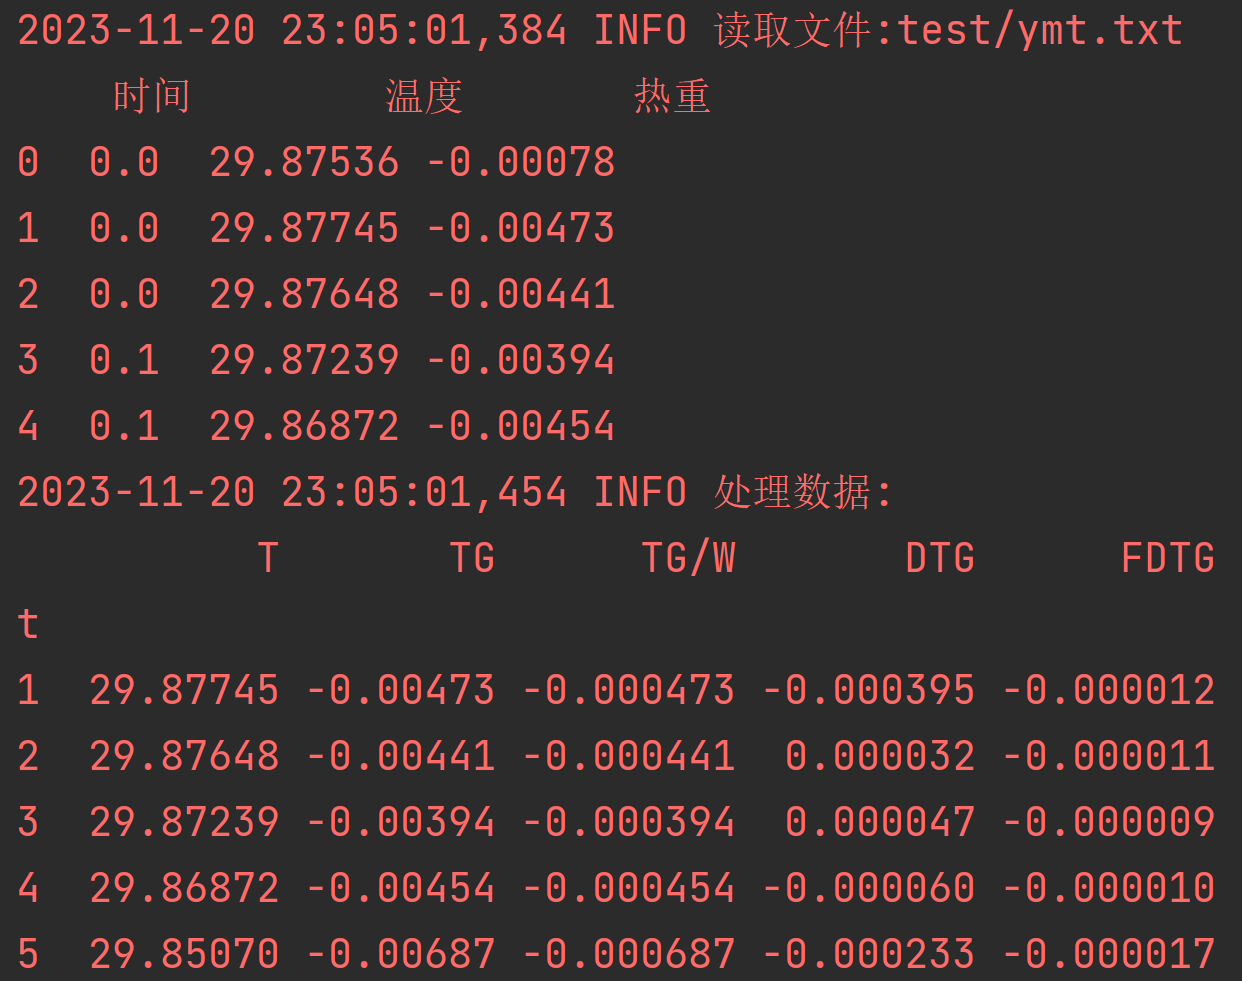 2023-11-20 23:05:01,384 INFO 读取文件:test/ymt.txt
时间 温度 热重
0 0.0 29.87536 -0.00078
1 0.0 29.87745 -0.00473
2 0.0 29.87648 -0.00441
3 0.1 29.87239 -0.00394
4 0.1 29.86872 -0.00454
2023-11-20 23:05:01,454 INFO 处理数据:
T TG TG/W DTG FDTG
t
1 29.87745 -0.00473 -0.000473 -0.000395 -0.000012
2 29.87648 -0.00441 -0.000441 0.000032 -0.000011
3 29.87239 -0.00394 -0.000394 0.000047 -0.000009
4 29.86872 -0.00454 -0.000454 -0.000060 -0.000010
5 29.85070 -0.00687 -0.000687 -0.000233 -0.000017